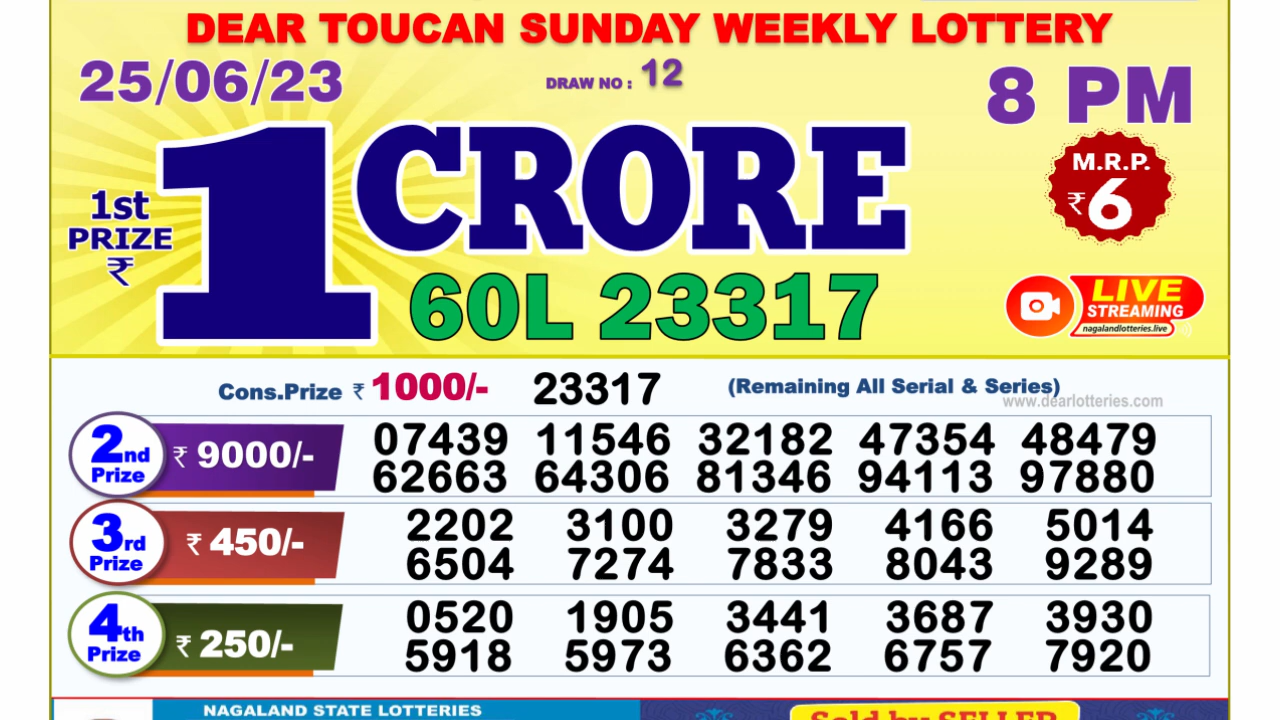 DEAR TOUCAN SUNDAY WEEKLY LOTTERY
25/06/23
DRAW NO : 12
8 PM
1st
PRIZE
₹
1 CRORE
M.R.P.
₹ 6
60L 23317
LIVE
STREAMING
nagalandlotteries.live
Cons.Prize ₹ 1000/- 23317 (Remaining All Serial & Series)
www.dearlotteries.com
2nd
Prize
₹ 9000/-
07439 11546 32182 47354 48479
62663 64306 81346 94113 97880
3rd
Prize
₹ 450/-
2202 3100 3279 4166 5014
6504 7274 7833 8043 9289
4th
Prize
₹ 250/-
0520 1905 3441 3687 3930
5918 5973 6362 6757 7920
NAGALAND STATE LOTTERIES
Sold by SELLER